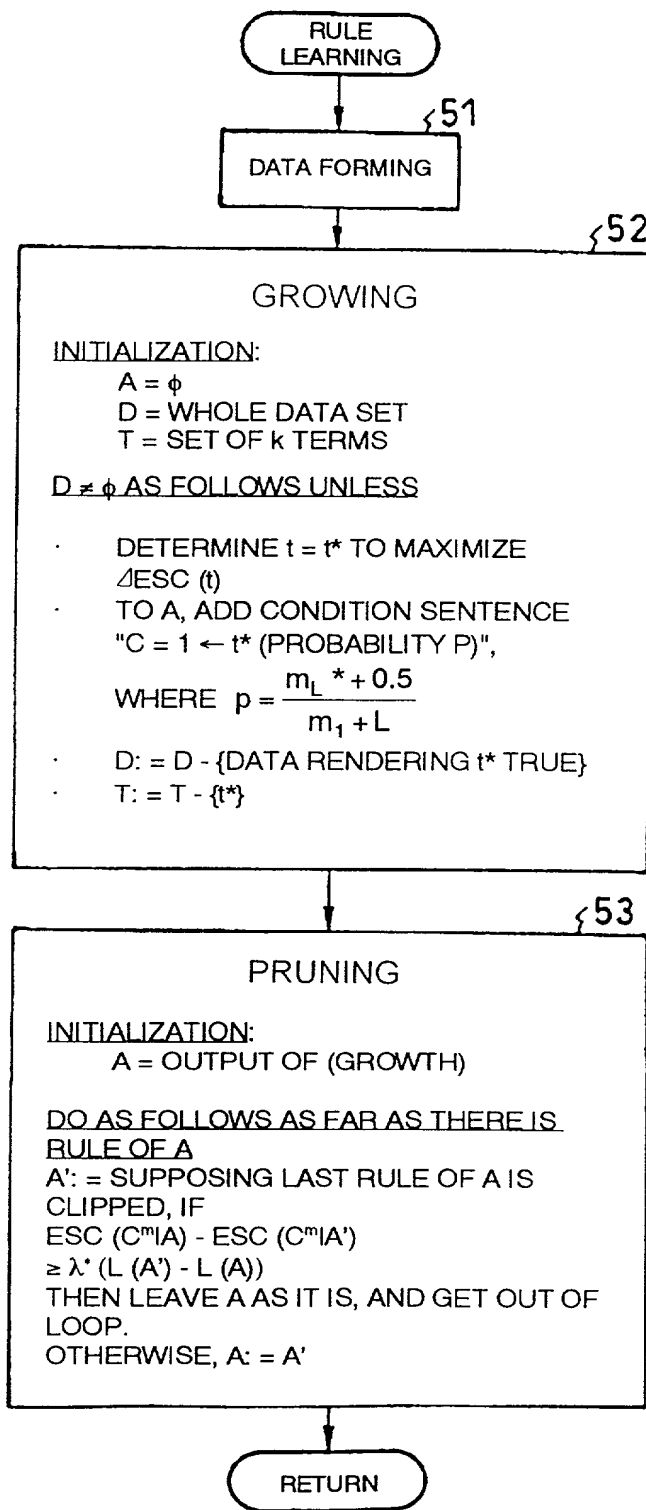 RULE
LEARNING
51
DATA FORMING
52
GROWING
INITIALIZATION:
A = ϕ
D = WHOLE DATA SET
T = SET OF k TERMS
D ≠ ϕ AS FOLLOWS UNLESS
· DETERMINE t = t* TO MAXIMIZE
ΔESC (t)
· TO A, ADD CONDITION SENTENCE
"C = 1 ← t* (PROBABILITY P)",
WHERE p = (m_L * + 0.5) / (m_1 + L)
· D: = D - {DATA RENDERING t* TRUE}
· T: = T - {t*}
53
PRUNING
INITIALIZATION:
A = OUTPUT OF (GROWTH)
DO AS FOLLOWS AS FAR AS THERE IS
RULE OF A
A': = SUPPOSING LAST RULE OF A IS
CLIPPED, IF
ESC (C^m|A) - ESC (C^m|A')
≥ λ* (L (A') - L (A))
THEN LEAVE A AS IT IS, AND GET OUT OF
LOOP.
OTHERWISE, A: = A'
RETURN